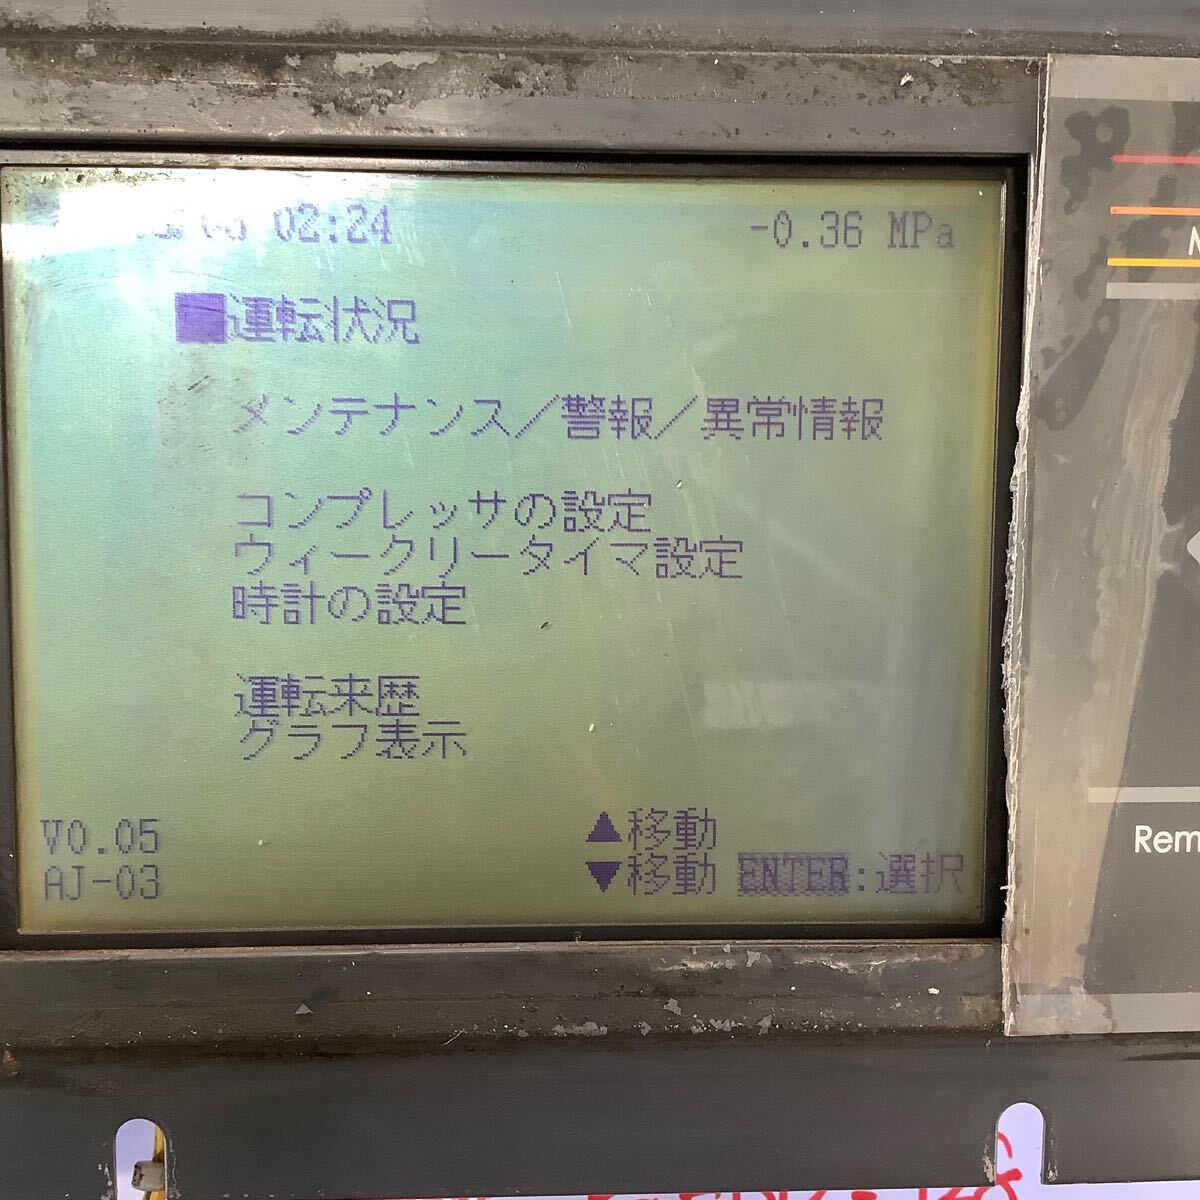 02:24 -0.36 MPa
■運転状況
メンテナンス/警報/異常情報
コンプレッサの設定
ウィークリータイマ設定
時計の設定
運転来歴
グラフ表示
V0.05
AJ-03
▲移動
▼移動 ENTER:選択
Rem